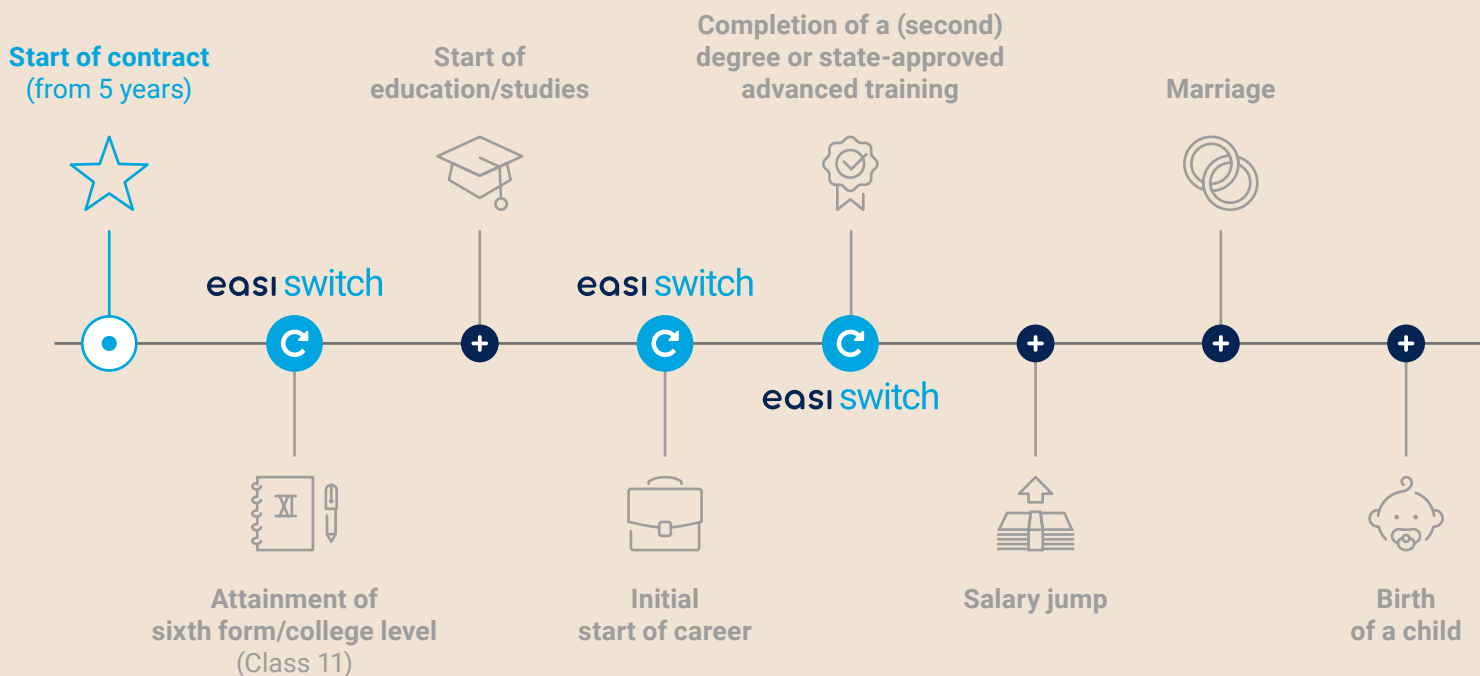 Start of contract
(from 5 years)
Start of
education/studies
Completion of a (second)
degree or state-approved
advanced training
Marriage
easi switch
easi switch
easi switch
XI
Attainment of
sixth form/college level
(Class 11)
Initial
start of career
Salary jump
Birth
of a child